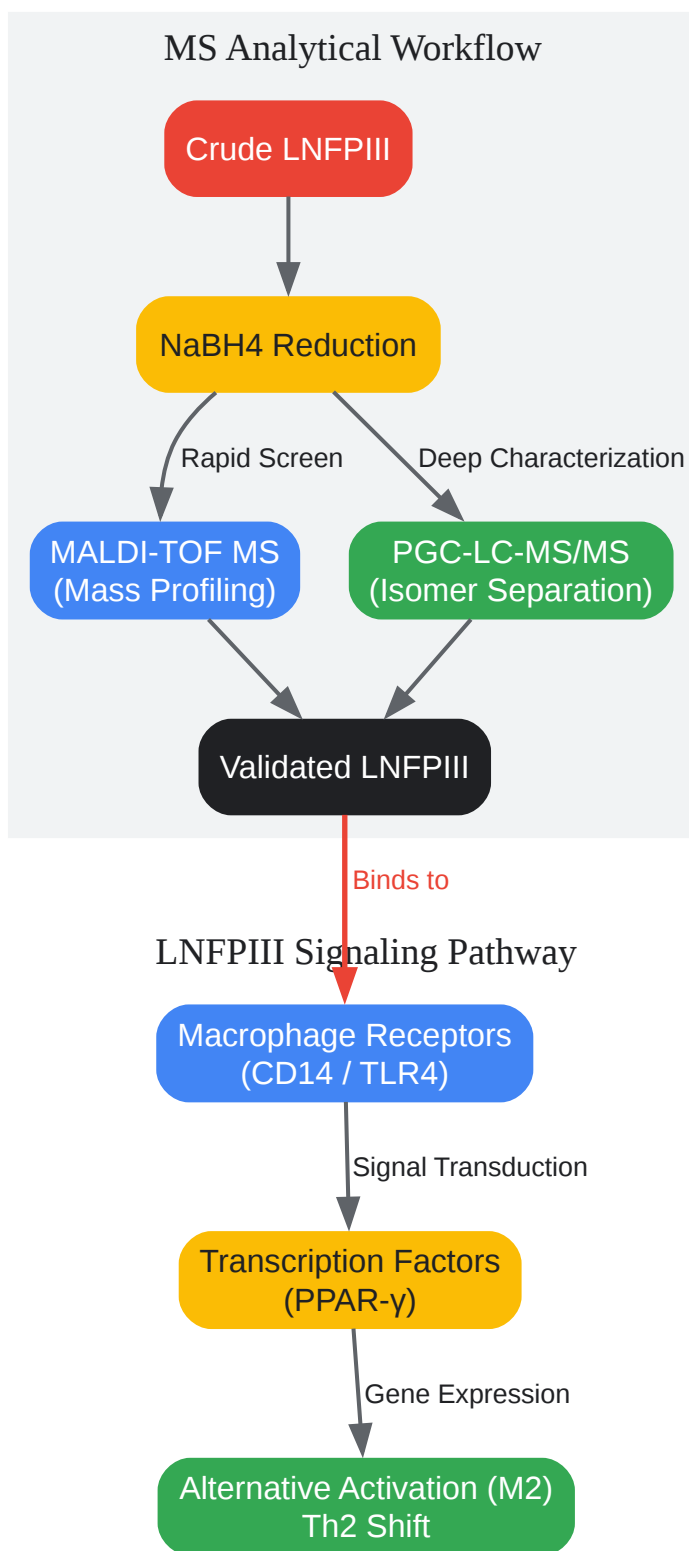 MS Analytical Workflow
Crude LNFPIII
NaBH4 Reduction
Rapid Screen
Deep Characterization
MALDI-TOF MS
(Mass Profiling)
PGC-LC-MS/MS
(Isomer Separation)
Validated LNFPIII
Binds to
LNFPIII Signaling Pathway
Macrophage Receptors
(CD14 / TLR4)
Signal Transduction
Transcription Factors
(PPAR-γ)
Gene Expression
Alternative Activation (M2)
Th2 Shift